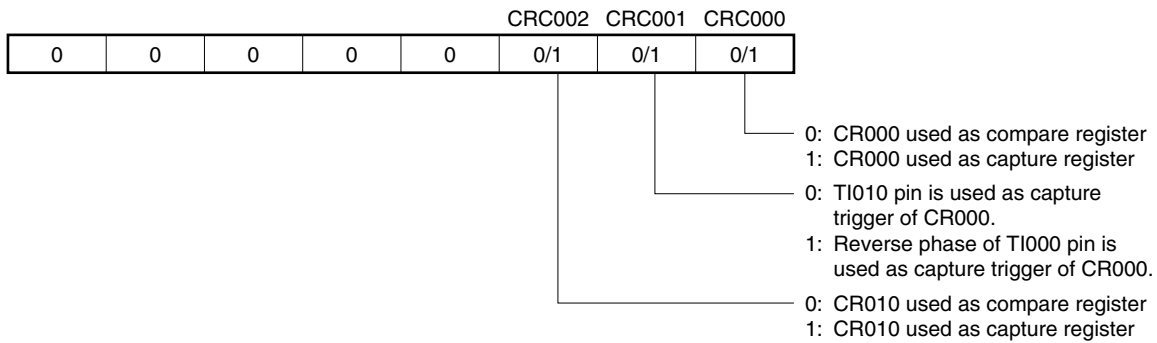 CRC002 CRC001 CRC000
0 0 0 0 0 0/1 0/1 0/1
0: CR000 used as compare register
1: CR000 used as capture register
0: TI010 pin is used as capture
trigger of CR000.
1: Reverse phase of TI000 pin is
used as capture trigger of CR000.
0: CR010 used as compare register
1: CR010 used as capture register